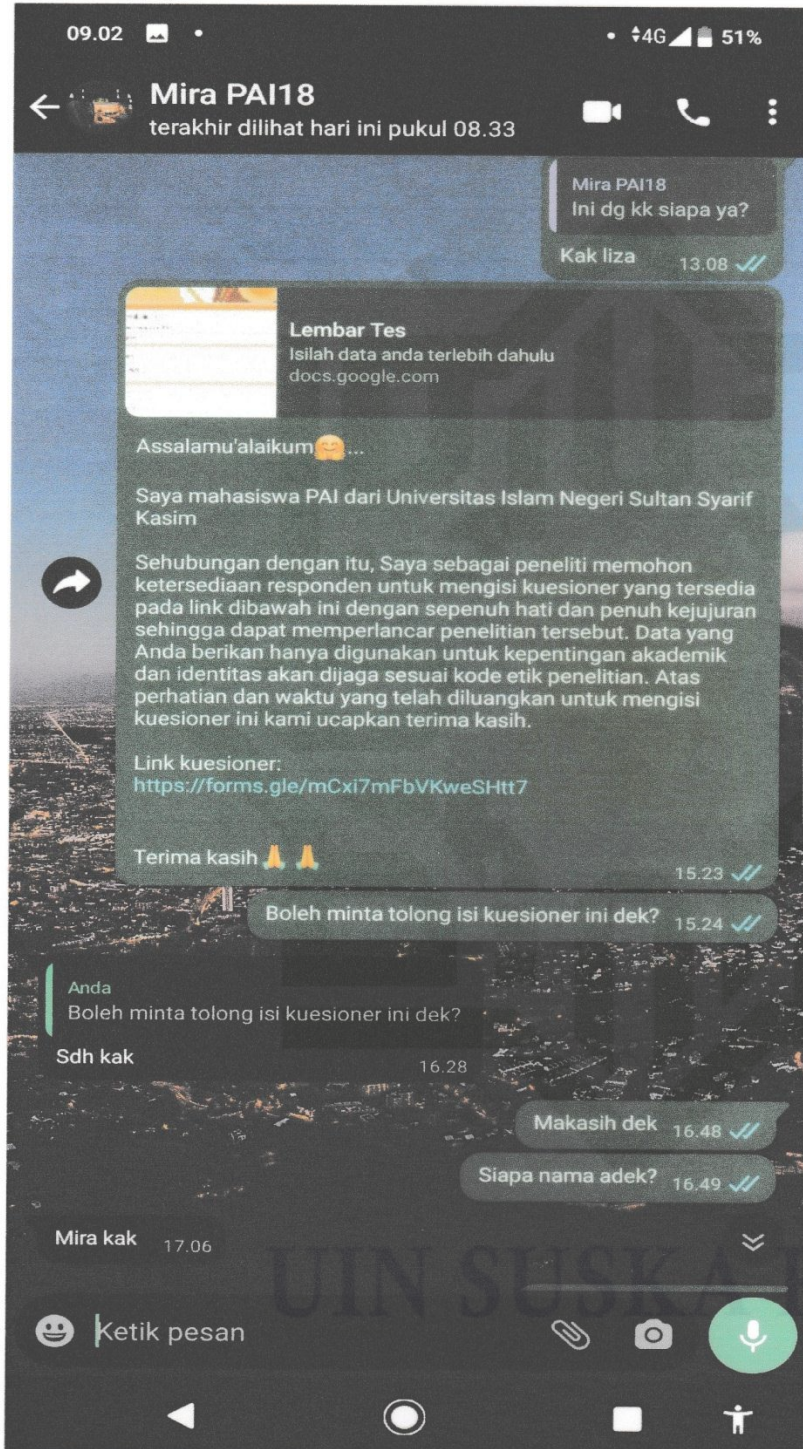 09.02
4G 51%
Mira PAI18
terakhir dilihat hari ini pukul 08.33
Mira PAI18
Ini dg kk siapa ya?
Kak liza 13.08
Lembar Tes
Isilah data anda terlebih dahulu
docs.google.com
Assalamu'alaikum🤗...
Saya mahasiswa PAI dari Universitas Islam Negeri Sultan Syarif
Kasim
Sehubungan dengan itu, Saya sebagai peneliti memohon
ketersediaan responden untuk mengisi kuesioner yang tersedia
pada link dibawah ini dengan sepenuh hati dan penuh kejujuran
sehingga dapat memperlancar penelitian tersebut. Data yang
Anda berikan hanya digunakan untuk kepentingan akademik
dan identitas akan dijaga sesuai kode etik penelitian. Atas
perhatian dan waktu yang telah diluangkan untuk mengisi
kuesioner ini kami ucapkan terima kasih.
Link kuesioner:
https://forms.gle/mCxi7mFbVKweSHtt7
Terima kasih🙏 🙏
15.23
Boleh minta tolong isi kuesioner ini dek? 15.24
Anda
Boleh minta tolong isi kuesioner ini dek?
Sdh kak 16.28
Makasih dek 16.48
Siapa nama adek? 16.49
Mira kak 17.06
UIN SUSKA
Ketik pesan